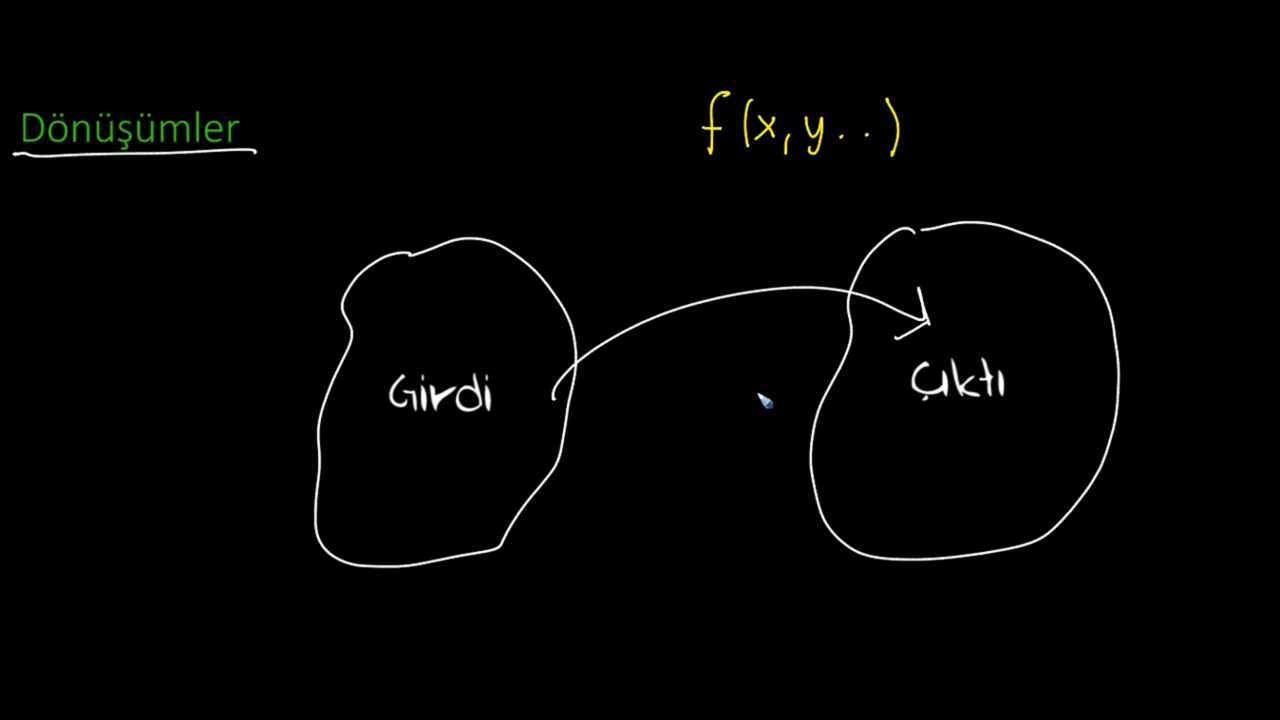 Dönüşümler
f(x, y..)
Girdi
Çıktı